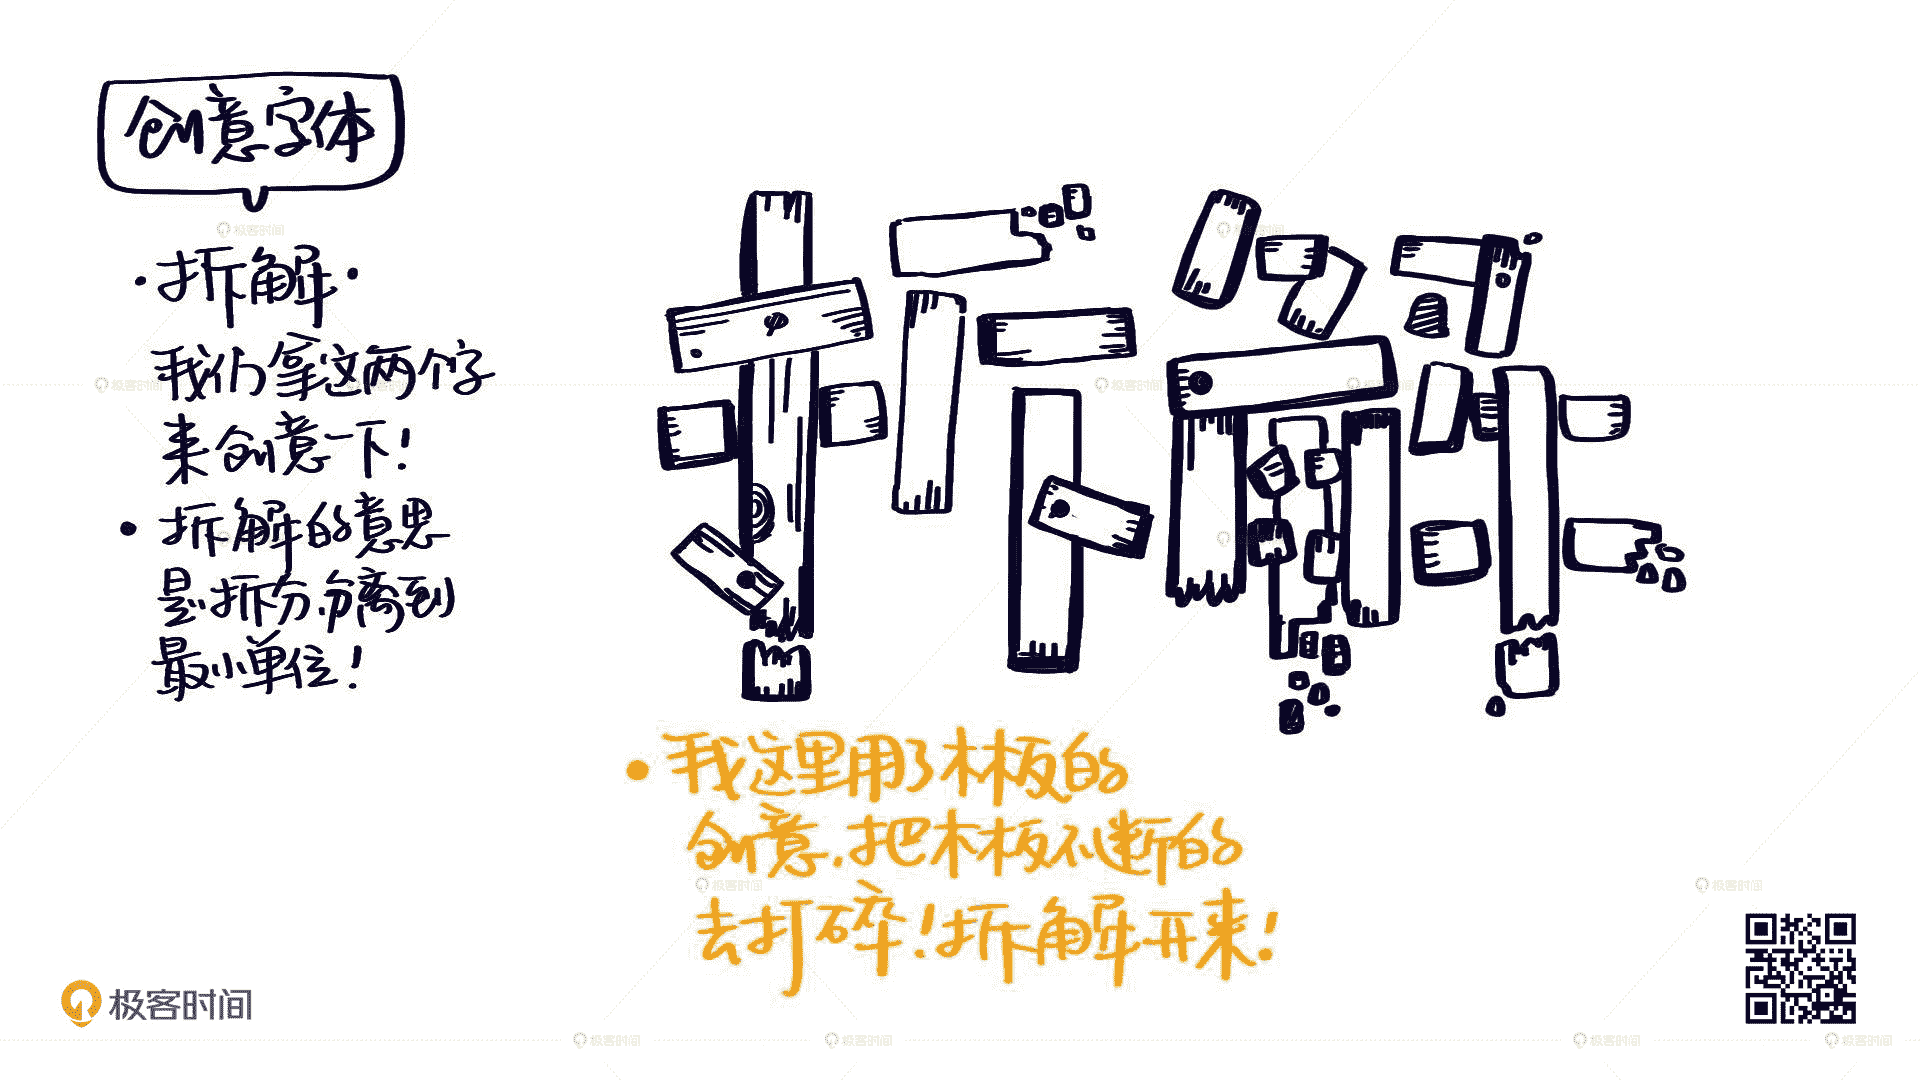 创意字体
·拆解·
我们拿这两个字
来创意一下!
·拆解的意思
是:拆分.分离到
最小单位!
拆解
·我这里用了木板的
创意.把木板不断的
去打碎!拆解开来!
极客时间